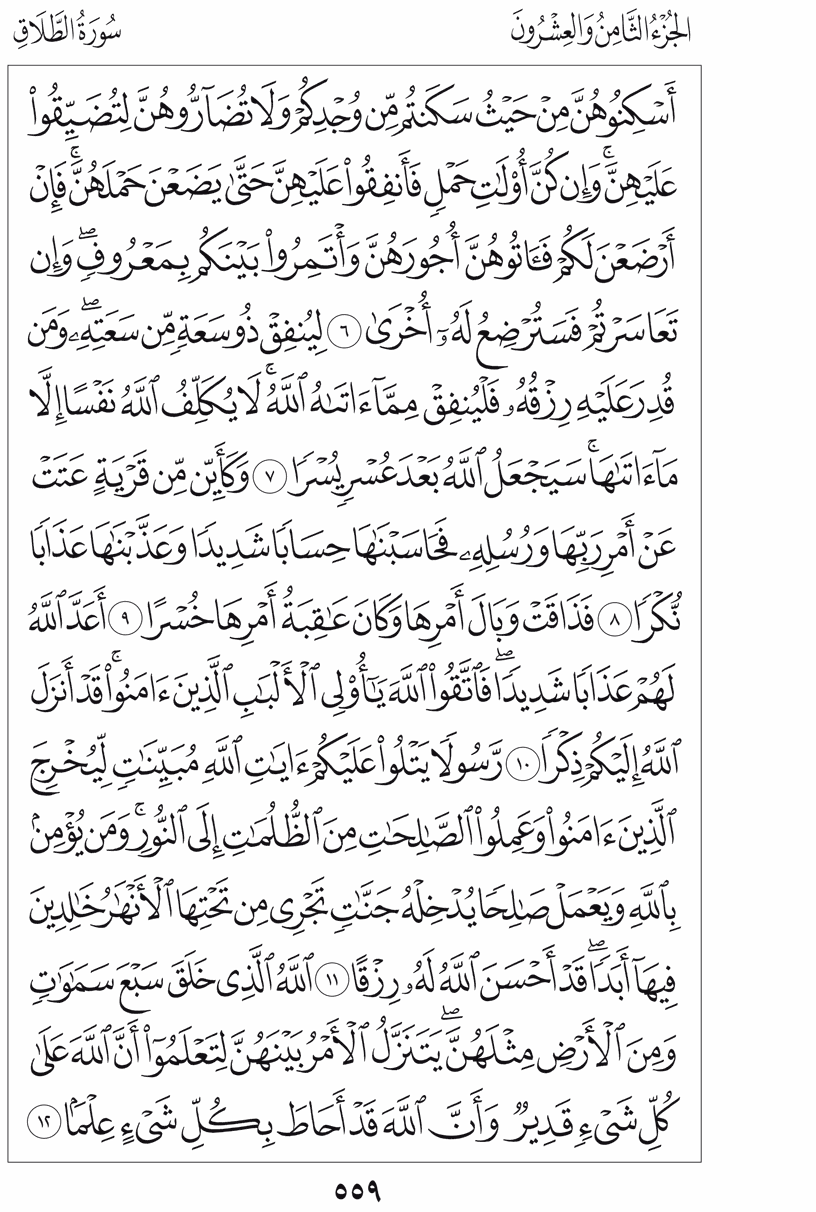 الجُزْءُ الثَّامِنُ وَالعِشْرُونَ
سُورَةُ الطَّلَاقِ
أَسْكِنُوهُنَّ مِنْ حَيْثُ سَكَنتُم مِّن وُجْدِكُمْ وَلَا تُضَآرُّوهُنَّ لِتُضَيِّقُوا۟
عَلَيْهِنَّ ۚ وَإِن كُنَّ أُو۟لَٰتِ حَمْلٍ فَأَنفِقُوا۟ عَلَيْهِنَّ حَتَّىٰ يَضَعْنَ حَمْلَهُنَّ ۚ فَإِنْ
أَرْضَعْنَ لَكُمْ فَـَٔاتُوهُنَّ أُجُورَهُنَّ وَأْتَمِرُوا۟ بَيْنَكُم بِمَعْرُوفٍ ۖ وَإِن
تَعَاسَرْتُمْ فَسَتُرْضِعُ لَهُۥٓ أُخْرَىٰ ٦ لِيُنفِقْ ذُو سَعَةٍ مِّن سَعَتِهِۦ ۖ وَمَن
قُدِرَ عَلَيْهِ رِزْقُهُۥ فَلْيُنفِقْ مِمَّآ ءَاتَىٰهُ ٱللَّهُ ۚ لَا يُكَلِّفُ ٱللَّهُ نَفْسًا إِلَّا
مَآ ءَاتَىٰهَا ۚ سَيَجْعَلُ ٱللَّهُ بَعْدَ عُسْرٍ يُسْرًا ٧ وَكَأَيِّن مِّن قَرْيَةٍ عَتَتْ
عَنْ أَمْرِ رَبِّهَا وَرُسُلِهِۦ فَحَاسَبْنَٰهَا حِسَابًا شَدِيدًا وَعَذَّبْنَٰهَا عَذَابًا
نُّكْرًا ٨ فَذَاقَتْ وَبَالَ أَمْرِهَا وَكَانَ عَٰقِبَةُ أَمْرِهَا خُسْرًا ٩ أَعَدَّ ٱللَّهُ
لَهُمْ عَذَابًا شَدِيدًا ۖ فَٱتَّقُوا۟ ٱللَّهَ يَٰٓأُو۟لِى ٱلْأَلْبَٰبِ ٱلَّذِينَ ءَامَنُوا۟ ۚ قَدْ أَنزَلَ
ٱللَّهُ إِلَيْكُمْ ذِكْرًا ١٠ رَّسُولًا يَتْلُوا۟ عَلَيْكُمْ ءَايَٰتِ ٱللَّهِ مُبَيِّنَٰتٍ لِّيُخْرِجَ
ٱلَّذِينَ ءَامَنُوا۟ وَعَمِلُوا۟ ٱلصَّٰلِحَٰتِ مِنَ ٱلظُّلُمَٰتِ إِلَى ٱلنُّورِ ۚ وَمَن يُؤْمِنۢ
بِٱللَّهِ وَيَعْمَلْ صَٰلِحًا يُدْخِلْهُ جَنَّٰتٍ تَجْرِى مِن تَحْتِهَا ٱلْأَنْهَٰرُ خَٰلِدِينَ
فِيهَآ أَبَدًا ۖ قَدْ أَحْسَنَ ٱللَّهُ لَهُۥ رِزْقًا ١١ ٱللَّهُ ٱلَّذِى خَلَقَ سَبْعَ سَمَٰوَٰتٍ
وَمِنَ ٱلْأَرْضِ مِثْلَهُنَّ ۖ يَتَنَزَّلُ ٱلْأَمْرُ بَيْنَهُنَّ لِتَعْلَمُوٓا۟ أَنَّ ٱللَّهَ عَلَىٰ
كُلِّ شَىْءٍ قَدِيرٌ وَأَنَّ ٱللَّهَ قَدْ أَحَاطَ بِكُلِّ شَىْءٍ عِلْمًۢا ١٢
٥٥٩